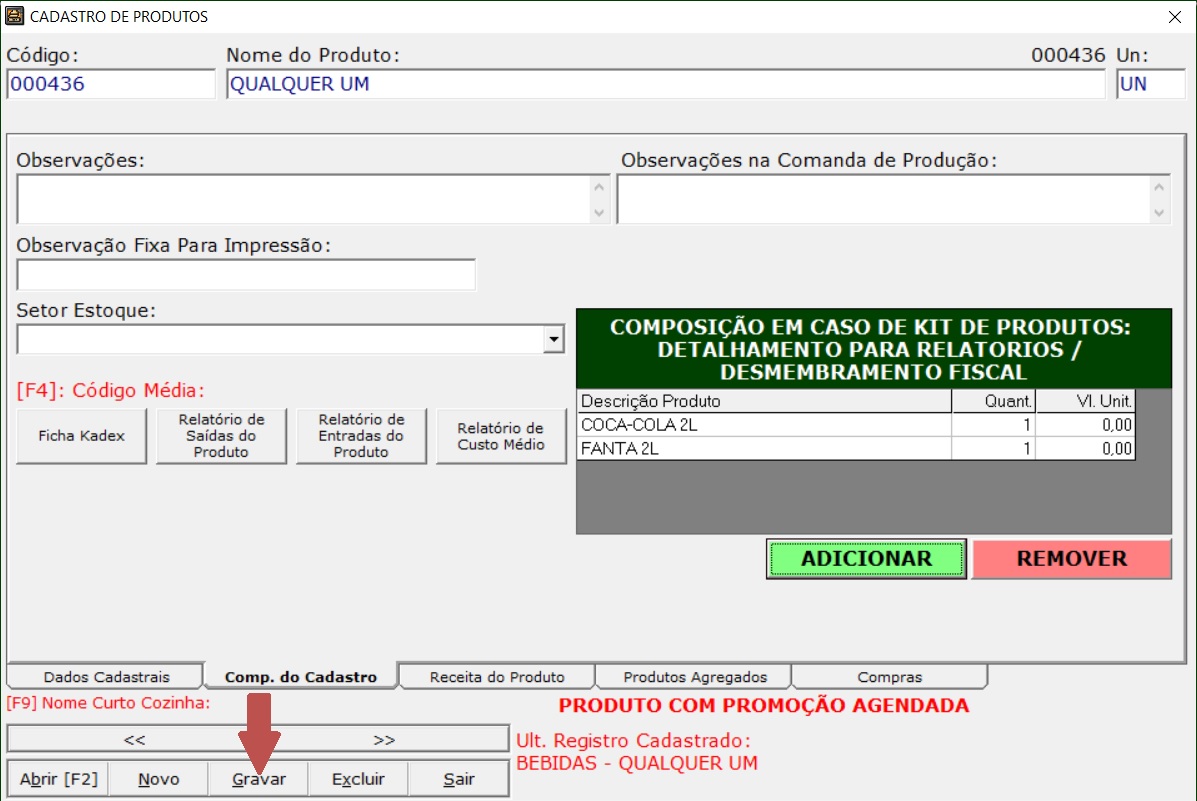 CADASTRO DE PRODUTOS
Código: Nome do Produto: 000436 Un:
000436 QUALQUER UM UN
Observações: Observações na Comanda de Produção:
Observação Fixa Para Impressão:
Setor Estoque:
COMPOSIÇÃO EM CASO DE KIT DE PRODUTOS:
DETALHAMENTO PARA RELATORIOS /
DESMEMBRAMENTO FISCAL
Descrição Produto Quant. Vl. Unit.
COCA-COLA 2L 1 0,00
FANTA 2L 1 0,00
[F4]: Código Média:
Ficha Kadex
Relatório de
Saídas do
Produto
Relatório de
Entradas do
Produto
Relatório de
Custo Médio
ADICIONAR REMOVER
Dados Cadastrais Comp. do Cadastro Receita do Produto Produtos Agregados Compras
[F9] Nome Curto Cozinha: PRODUTO COM PROMOÇÃO AGENDADA
<< >>
Ult. Registro Cadastrado:
BEBIDAS - QUALQUER UM
Abrir [F2] Novo Gravar Excluir Sair